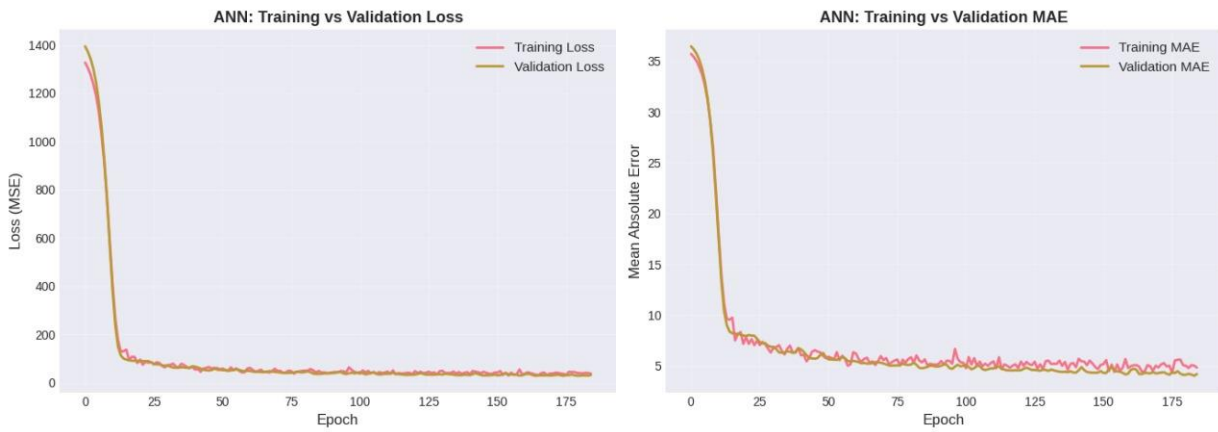 ANN: Training vs Validation Loss
1400
1200
1000
800
600
400
200
0
Loss (MSE)
Training Loss
Validation Loss
0 25 50 75 100 125 150 175
Epoch
ANN: Training vs Validation MAE
35
30
25
20
15
10
5
Mean Absolute Error
Training MAE
Validation MAE
0 25 50 75 100 125 150 175
Epoch